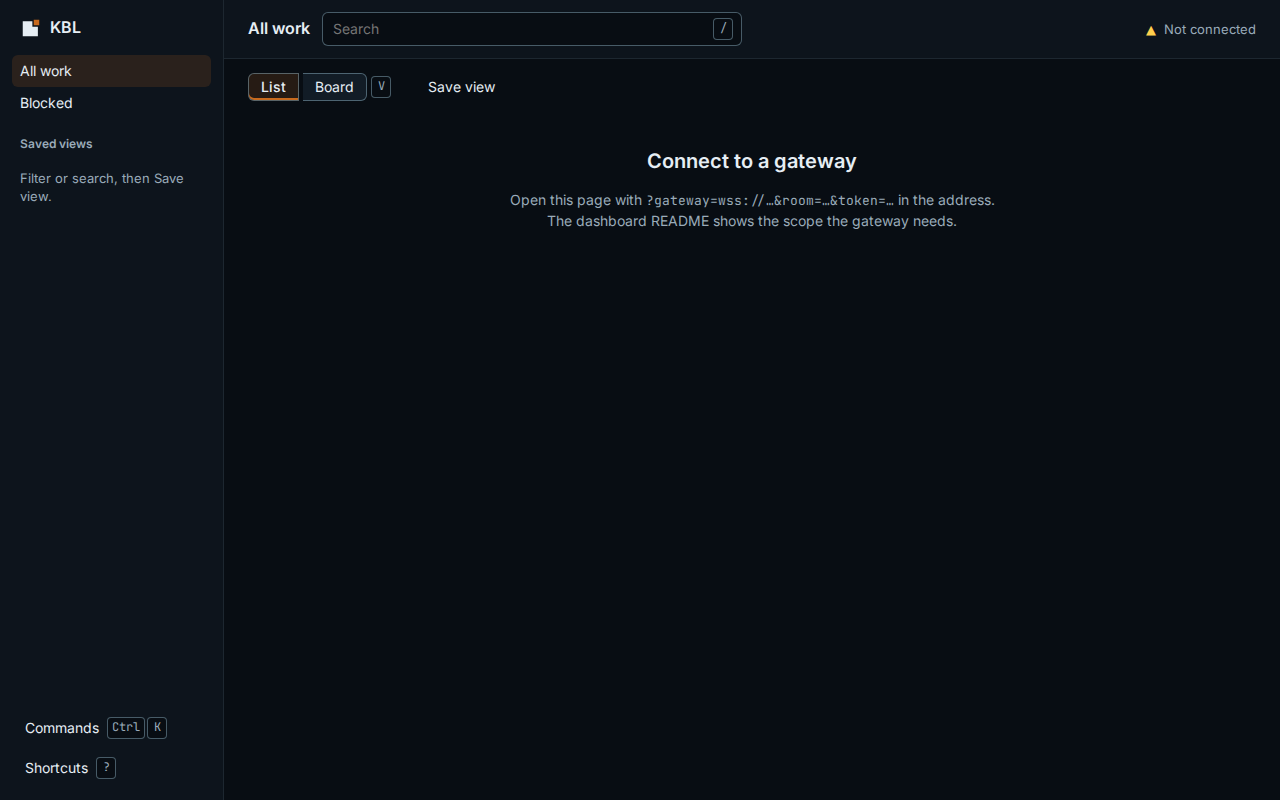 KBL
All work
Blocked
Saved views
Filter or search, then Save
view.
Commands Ctrl K
Shortcuts ?
All work Search / Not connected
List Board V Save view
Connect to a gateway
Open this page with ?gateway=wss://…&room=…&token=… in the address.
The dashboard README shows the scope the gateway needs.